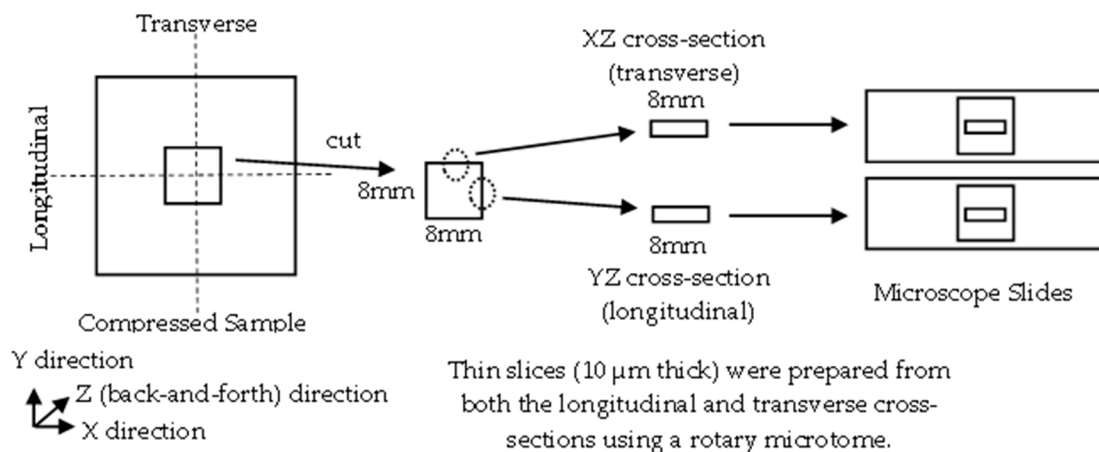 Transverse
Longitudinal
cut
8mm
8mm
XZ cross-section
(transverse)
8mm
8mm
YZ cross-section
(longitudinal)
Microscope Slides
Compressed Sample
Y direction
Z (back-and-forth) direction
X direction
Thin slices (10 µm thick) were prepared from
both the longitudinal and transverse cross-
sections using a rotary microtome.